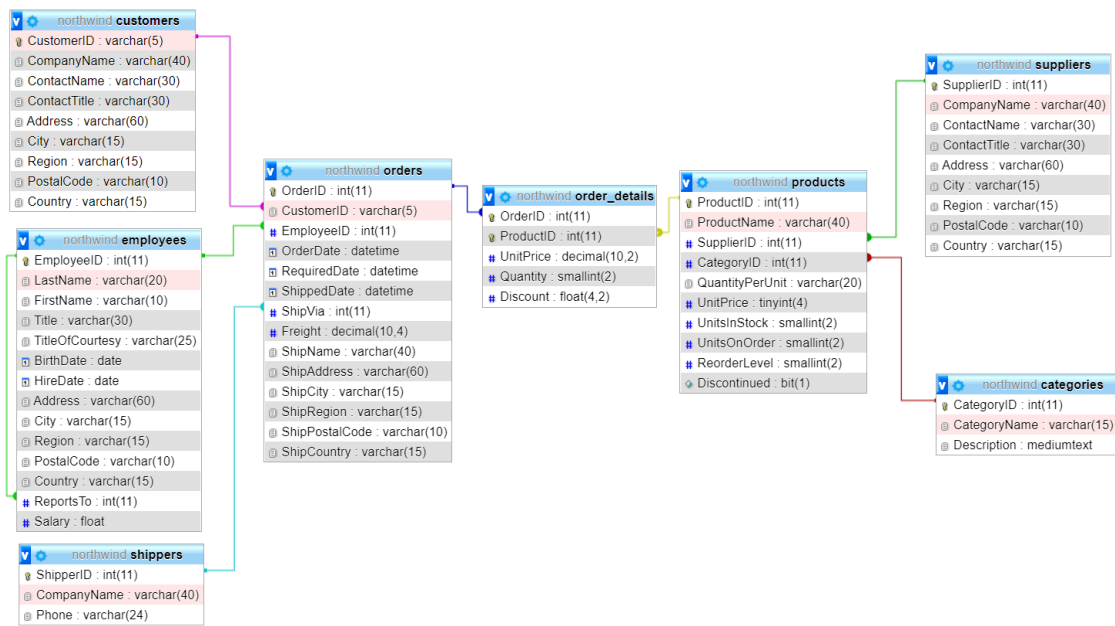 northwind customers
CustomerID : varchar(5)
CompanyName : varchar(40)
ContactName : varchar(30)
ContactTitle : varchar(30)
Address : varchar(60)
City : varchar(15)
Region : varchar(15)
PostalCode : varchar(10)
Country : varchar(15)
northwind employees
EmployeeID : int(11)
LastName : varchar(20)
FirstName : varchar(10)
Title : varchar(30)
TitleOfCourtesy : varchar(25)
BirthDate : date
HireDate : date
Address : varchar(60)
City : varchar(15)
Region : varchar(15)
PostalCode : varchar(10)
Country : varchar(15)
ReportsTo : int(11)
Salary : float
northwind shippers
ShipperID : int(11)
CompanyName : varchar(40)
Phone : varchar(24)
northwind orders
OrderID : int(11)
CustomerID : varchar(5)
EmployeeID : int(11)
OrderDate : datetime
RequiredDate : datetime
ShippedDate : datetime
ShipVia : int(11)
Freight : decimal(10,4)
ShipName : varchar(40)
ShipAddress : varchar(60)
ShipCity : varchar(15)
ShipRegion : varchar(15)
ShipPostalCode : varchar(10)
ShipCountry : varchar(15)
northwind order_details
OrderID : int(11)
ProductID : int(11)
UnitPrice : decimal(10,2)
Quantity : smallint(2)
Discount : float(4,2)
northwind products
ProductID : int(11)
ProductName : varchar(40)
SupplierID : int(11)
CategoryID : int(11)
QuantityPerUnit : varchar(20)
UnitPrice : tinyint(4)
UnitsInStock : smallint(2)
UnitsOnOrder : smallint(2)
ReorderLevel : smallint(2)
Discontinued : bit(1)
northwind suppliers
SupplierID : int(11)
CompanyName : varchar(40)
ContactName : varchar(30)
ContactTitle : varchar(30)
Address : varchar(60)
City : varchar(15)
Region : varchar(15)
PostalCode : varchar(10)
Country : varchar(15)
northwind categories
CategoryID : int(11)
CategoryName : varchar(15)
Description : mediumtext